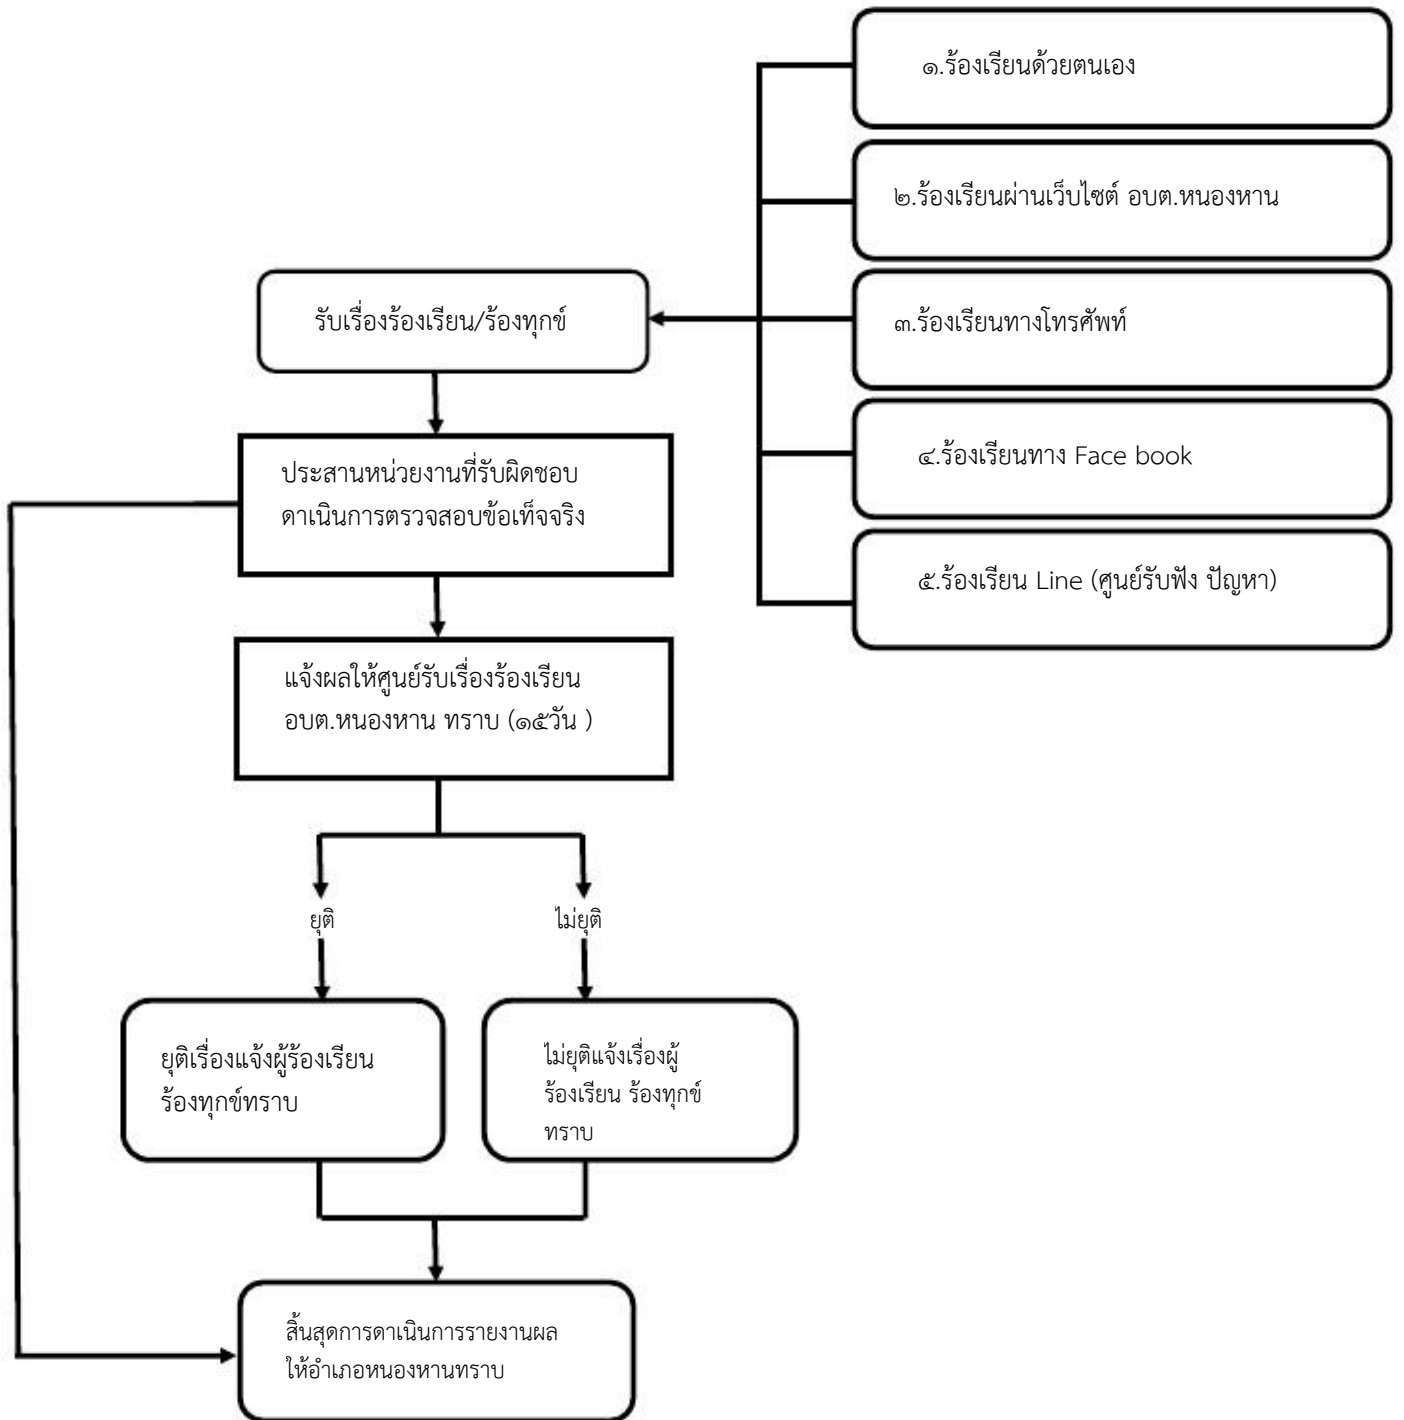 ๑.ร้องเรียนด้วยตนเอง
๒.ร้องเรียนผ่านเว็บไซต์ อบต.หนองหาน
๓.ร้องเรียนทางโทรศัพท์
๔.ร้องเรียนทาง Face book
๕.ร้องเรียน Line (ศูนย์รับฟัง ปัญหา)
รับเรื่องร้องเรียน/ร้องทุกข์
ประสานหน่วยงานที่รับผิดชอบ
ดาเนินการตรวจสอบข้อเท็จจริง
แจ้งผลให้ศูนย์รับเรื่องร้องเรียน
อบต.หนองหาน ทราบ (๑๕วัน )
ยุติ
ไม่ยุติ
ยุติเรื่องแจ้งผู้ร้องเรียน
ร้องทุกข์ทราบ
ไม่ยุติแจ้งเรื่องผู้
ร้องเรียน ร้องทุกข์
ทราบ
สิ้นสุดการดาเนินการรายงานผล
ให้อำเภอหนองหานทราบ